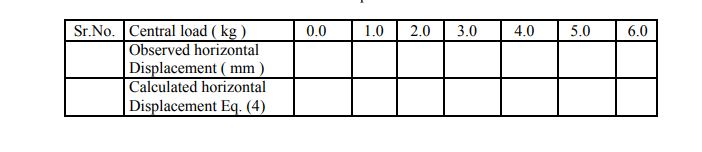 Sr.No. Central load ( kg ) 0.0 1.0 2.0 3.0 4.0 5.0 6.0
Observed horizontal
Displacement ( mm )
Calculated horizontal
Displacement Eq. (4)